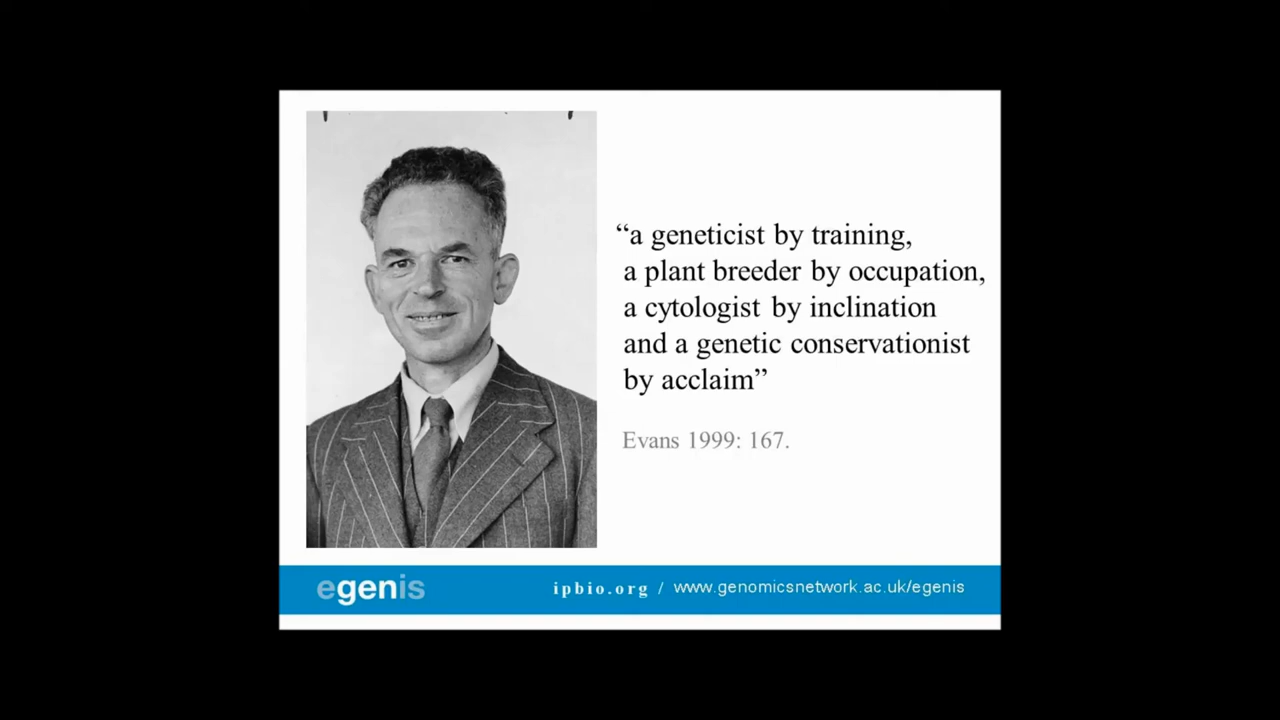 “a geneticist by training,
a plant breeder by occupation,
a cytologist by inclination
and a genetic conservationist
by acclaim”
Evans 1999: 167.
egenis
ipbio.org / www.genomicsnetwork.ac.uk/egenis